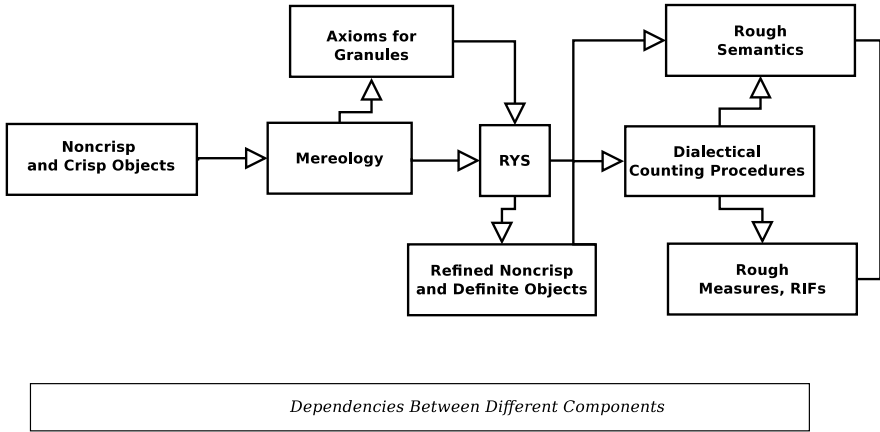 Axioms for
Granules
Rough
Semantics
Noncrisp
and Crisp Objects
Mereology
RYS
Dialectical
Counting Procedures
Refined Noncrisp
and Definite Objects
Rough
Measures, RIFs
Dependencies Between Different Components